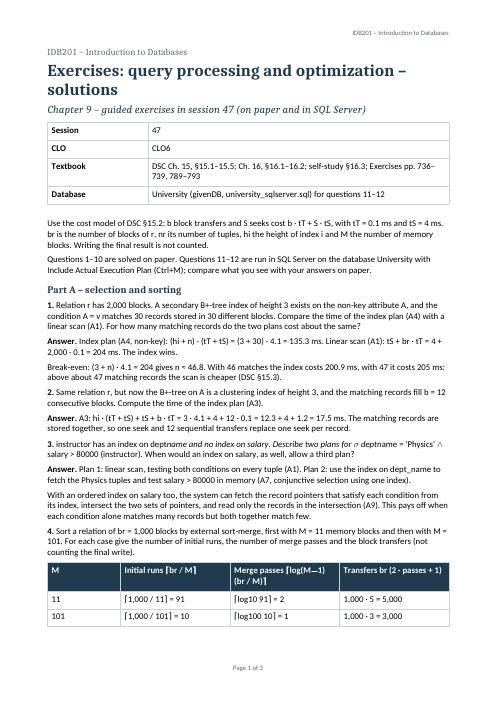 IDB201 – Introduction to Databases
IDB201 – Introduction to Databases
Exercises: query processing and optimization –
solutions
Chapter 9 – guided exercises in session 47 (on paper and in SQL Server)
Session 47
CLO CLO6
Textbook DSC Ch. 15, §15.1–15.5; Ch. 16, §16.1–16.2; self-study §16.3; Exercises pp. 736–
739, 789–793
Database University (givenDB, university_sqlserver.sql) for questions 11–12
Use the cost model of DSC §15.2: b block transfers and S seeks cost b · tT + S · tS, with tT = 0.1 ms and tS = 4 ms.
br is the number of blocks of r, nr its number of tuples, hi the height of index i and M the number of memory
blocks. Writing the final result is not counted.
Questions 1–10 are solved on paper. Questions 11–12 are run in SQL Server on the database University with
Include Actual Execution Plan (Ctrl+M); compare what you see with your answers on paper.
Part A – selection and sorting
1. Relation r has 2,000 blocks. A secondary B+-tree index of height 3 exists on the non-key attribute A, and the
condition A = v matches 30 records stored in 30 different blocks. Compare the time of the index plan (A4) with a
linear scan (A1). For how many matching records do the two plans cost about the same?
Answer. Index plan (A4, non-key): (hi + n) · (tT + tS) = (3 + 30) · 4.1 = 135.3 ms. Linear scan (A1): tS + br · tT = 4 +
2,000 · 0.1 = 204 ms. The index wins.
Break-even: (3 + n) · 4.1 = 204 gives n ≈ 46.8. With 46 matches the index costs 200.9 ms, with 47 it costs 205 ms:
above about 47 matching records the scan is cheaper (DSC §15.3).
2. Same relation r, but now the B+-tree on A is a clustering index of height 3, and the matching records fill b = 12
consecutive blocks. Compute the time of the index plan (A3).
Answer. A3: hi · (tT + tS) + tS + b · tT = 3 · 4.1 + 4 + 12 · 0.1 = 12.3 + 4 + 1.2 = 17.5 ms. The matching records are
stored together, so one seek and 12 sequential transfers replace one seek per record.
3. instructor has an index on deptname and no index on salary. Describe two plans for σ deptname = 'Physics' ∧
salary > 80000 (instructor). When would an index on salary, as well, allow a third plan?
Answer. Plan 1: linear scan, testing both conditions on every tuple (A1). Plan 2: use the index on dept_name to
fetch the Physics tuples and test salary > 80000 in memory (A7, conjunctive selection using one index).
With an ordered index on salary too, the system can fetch the record pointers that satisfy each condition from
its index, intersect the two sets of pointers, and read only the records in the intersection (A9). This pays off when
each condition alone matches many records but both together match few.
4. Sort a relation of br = 1,000 blocks by external sort-merge, first with M = 11 memory blocks and then with M =
101. For each case give the number of initial runs, the number of merge passes and the block transfers (not
counting the final write).
M Initial runs ⌈br / M⌉ Merge passes ⌈log(M−1) Transfers br (2 · passes + 1)
(br / M)⌉
11 ⌈1,000 / 11⌉ = 91 ⌈log10 91⌉ = 2 1,000 · 5 = 5,000
101 ⌈1,000 / 101⌉ = 10 ⌈log100 10⌉ = 1 1,000 · 3 = 3,000
Page 1 of 3